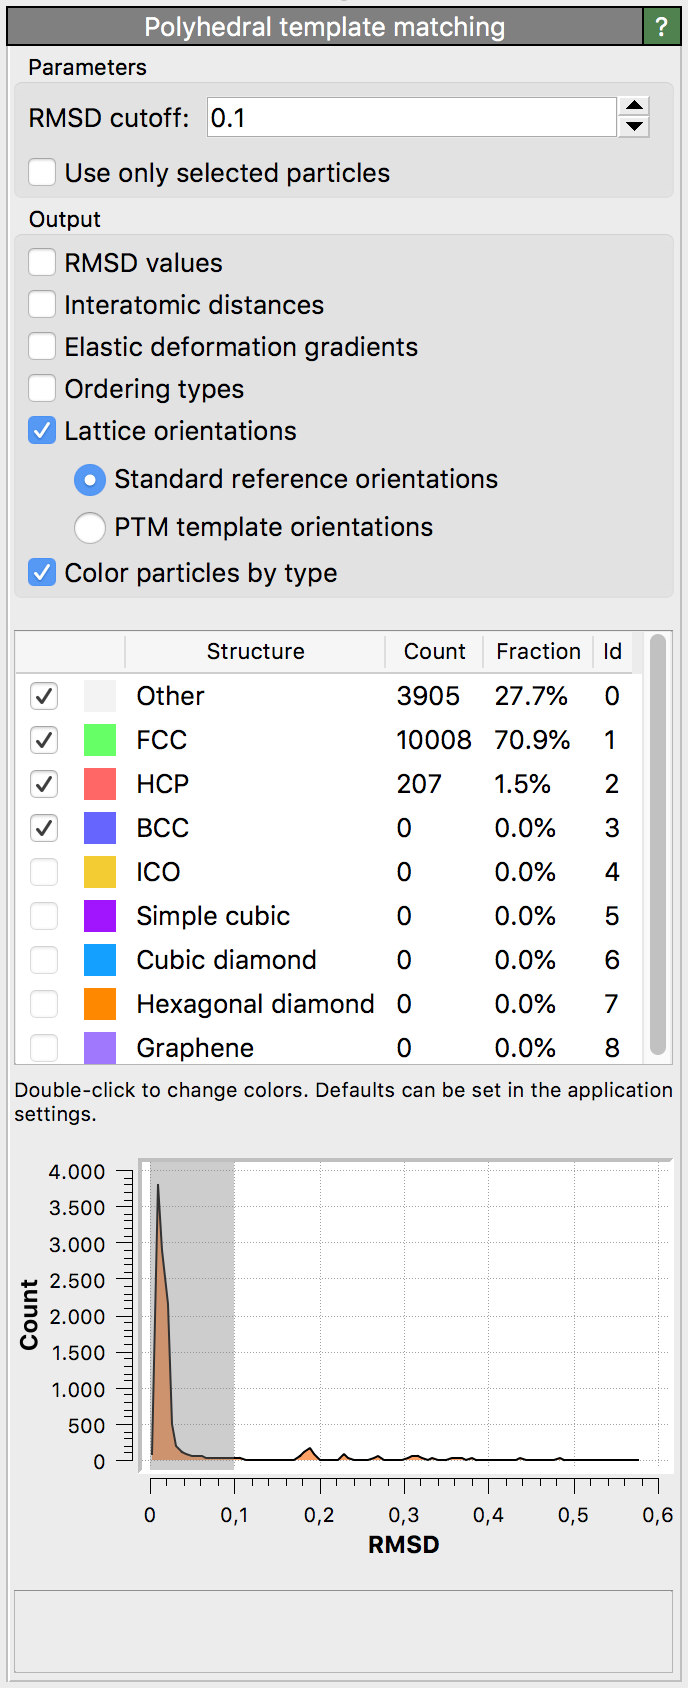 Polyhedral template matching ?
Parameters
RMSD cutoff: 0.1
Use only selected particles
Output
RMSD values
Interatomic distances
Elastic deformation gradients
Ordering types
Lattice orientations
Standard reference orientations
PTM template orientations
Color particles by type
Structure Count Fraction Id
Other 3905 27.7% 0
FCC 10008 70.9% 1
HCP 207 1.5% 2
BCC 0 0.0% 3
ICO 0 0.0% 4
Simple cubic 0 0.0% 5
Cubic diamond 0 0.0% 6
Hexagonal diamond 0 0.0% 7
Graphene 0 0.0% 8
Double-click to change colors. Defaults can be set in the application
settings.
4.000
3.500
3.000
2.500
2.000
1.500
1.000
500
0
Count
0 0,1 0,2 0,3 0,4 0,5 0,6
RMSD